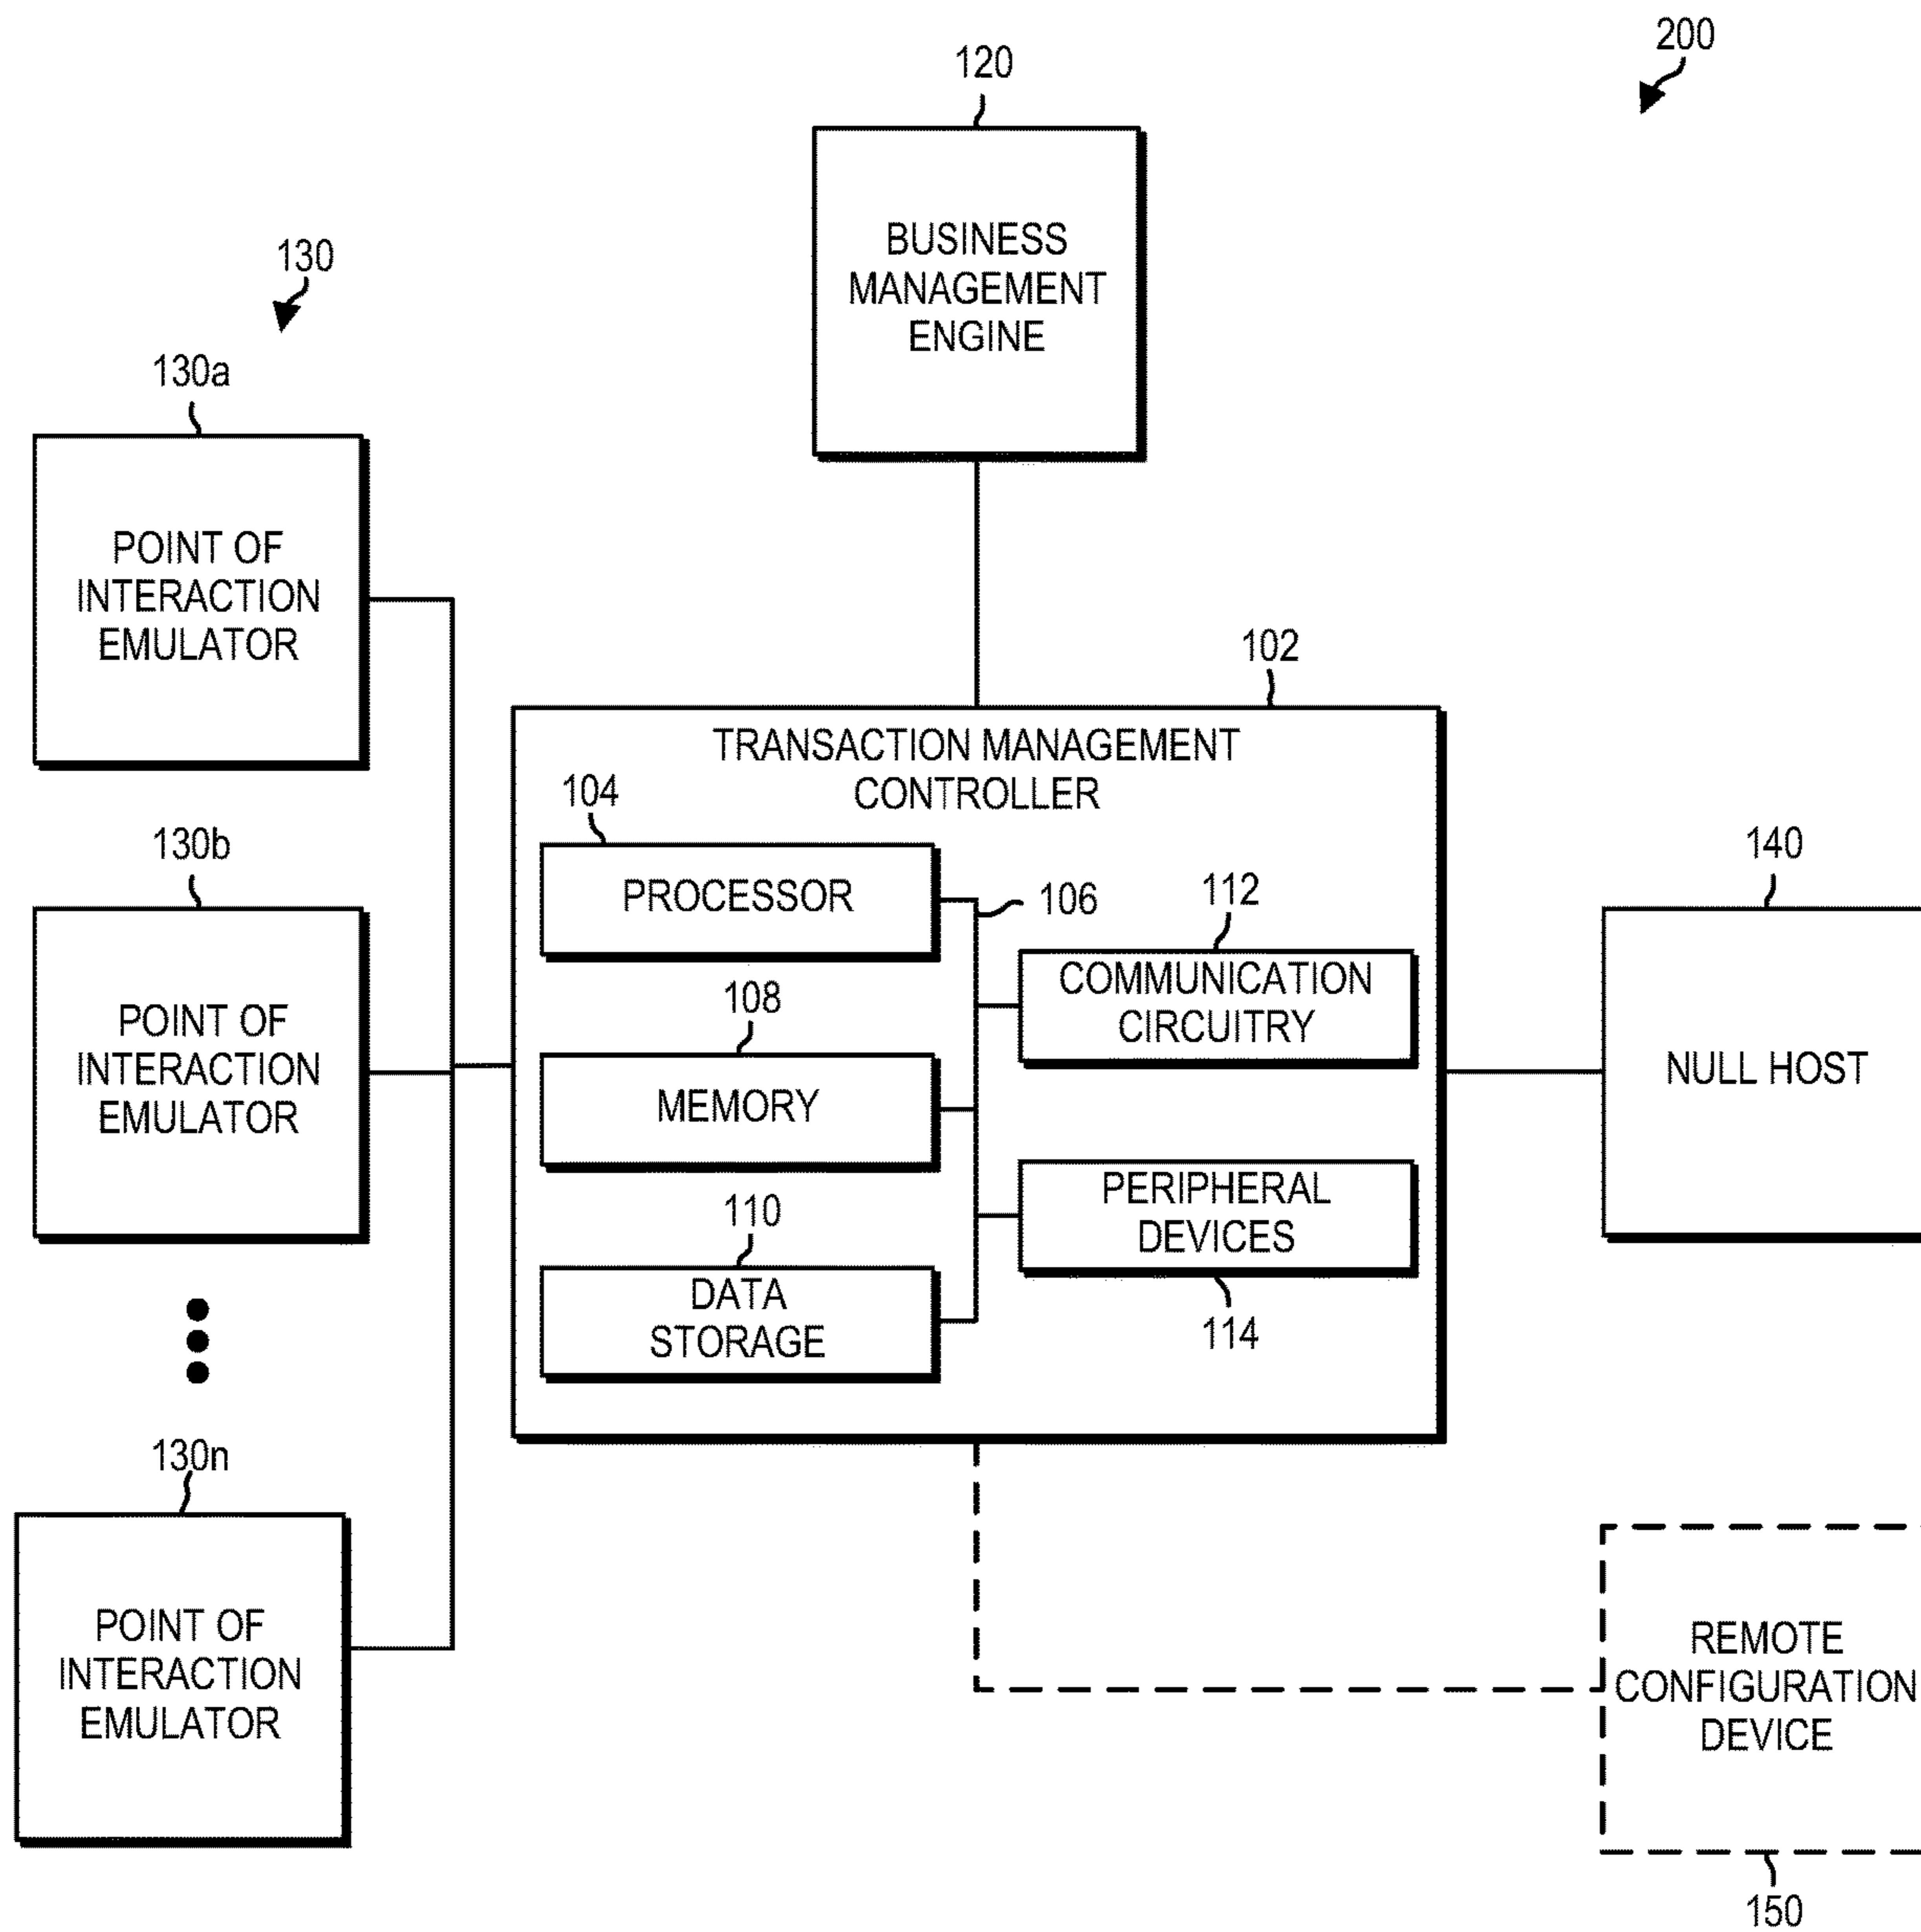 200
120
BUSINESS
MANAGEMENT
ENGINE
130
130a
POINT OF
INTERACTION
EMULATOR
102
TRANSACTION MANAGEMENT
CONTROLLER
104
PROCESSOR
106
112
COMMUNICATION
CIRCUITRY
108
MEMORY
PERIPHERAL
DEVICES
114
110
DATA
STORAGE
140
NULL HOST
130b
POINT OF
INTERACTION
EMULATOR
130n
POINT OF
INTERACTION
EMULATOR
REMOTE
CONFIGURATION
DEVICE
150